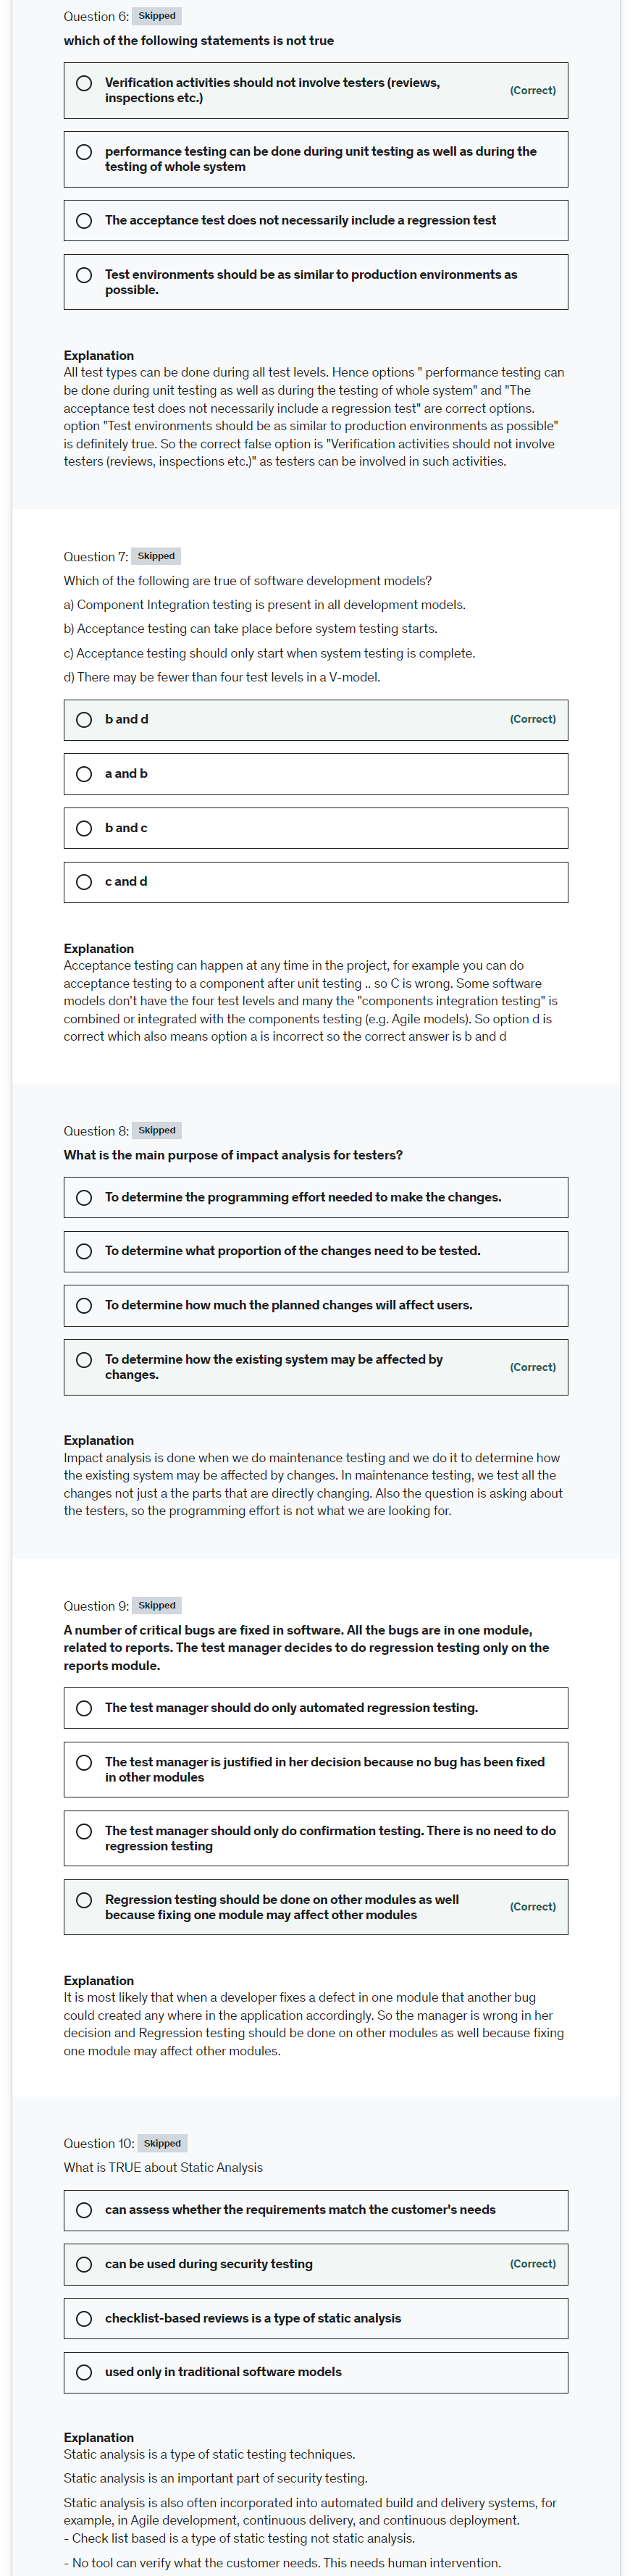 Question 6: Skipped
which of the following statements is not true
Verification activities should not involve testers (reviews,
inspections etc.)
(Correct)
performance testing can be done during unit testing as well as during the
testing of whole system
The acceptance test does not necessarily include a regression test
Test environments should be as similar to production environments as
possible.
Explanation
All test types can be done during all test levels. Hence options " performance testing can
be done during unit testing as well as during the testing of whole system" and "The
acceptance test does not necessarily include a regression test" are correct options.
option "Test environments should be as similar to production environments as possible"
is definitely true. So the correct false option is "Verification activities should not involve
testers (reviews, inspections etc.)" as testers can be involved in such activities.
Question 7: Skipped
Which of the following are true of software development models?
a) Component Integration testing is present in all development models.
b) Acceptance testing can take place before system testing starts.
c) Acceptance testing should only start when system testing is complete.
d) There may be fewer than four test levels in a V-model.
b and d (Correct)
a and b
b and c
c and d
Explanation
Acceptance testing can happen at any time in the project, for example you can do
acceptance testing to a component after unit testing .. so C is wrong. Some software
models don't have the four test levels and many the "components integration testing" is
combined or integrated with the components testing (e.g. Agile models). So option d is
correct which also means option a is incorrect so the correct answer is b and d
Question 8: Skipped
What is the main purpose of impact analysis for testers?
To determine the programming effort needed to make the changes.
To determine what proportion of the changes need to be tested.
To determine how much the planned changes will affect users.
To determine how the existing system may be affected by
changes.
(Correct)
Explanation
Impact analysis is done when we do maintenance testing and we do it to determine how
the existing system may be affected by changes. In maintenance testing, we test all the
changes not just a the parts that are directly changing. Also the question is asking about
the testers, so the programming effort is not what we are looking for.
Question 9: Skipped
A number of critical bugs are fixed in software. All the bugs are in one module,
related to reports. The test manager decides to do regression testing only on the
reports module.
The test manager should do only automated regression testing.
The test manager is justified in her decision because no bug has been fixed
in other modules
The test manager should only do confirmation testing. There is no need to do
regression testing
Regression testing should be done on other modules as well
because fixing one module may affect other modules
(Correct)
Explanation
It is most likely that when a developer fixes a defect in one module that another bug
could created any where in the application accordingly. So the manager is wrong in her
decision and Regression testing should be done on other modules as well because fixing
one module may affect other modules.
Question 10: Skipped
What is TRUE about Static Analysis
can assess whether the requirements match the customer's needs
can be used during security testing (Correct)
checklist-based reviews is a type of static analysis
used only in traditional software models
Explanation
Static analysis is a type of static testing techniques.
Static analysis is an important part of security testing.
Static analysis is also often incorporated into automated build and delivery systems, for
example, in Agile development, continuous delivery, and continuous deployment.
- Check list based is a type of static testing not static analysis.
- No tool can verify what the customer needs. This needs human intervention.